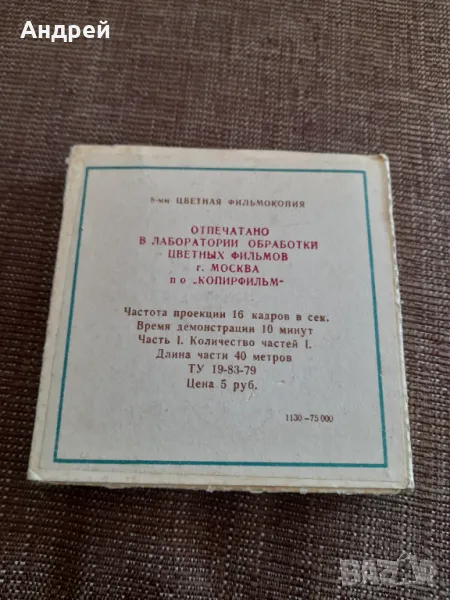 Андрей
8-мм ЦВЕТНАЯ ФИЛЬМОКОПИЯ
ОТПЕЧАТАНО
В ЛАБОРАТОРИИ ОБРАБОТКИ
ЦВЕТНЫХ ФИЛЬМОВ
г. МОСКВА
п о „КОПИРФИЛЬМ"
Частота проекции 16 кадров в сек.
Время демонстрации 10 минут
Часть I. Количество частей I.
Длина части 40 метров
ТУ 19-83-79
Цена 5 руб.
1130—75 000
BAZAR